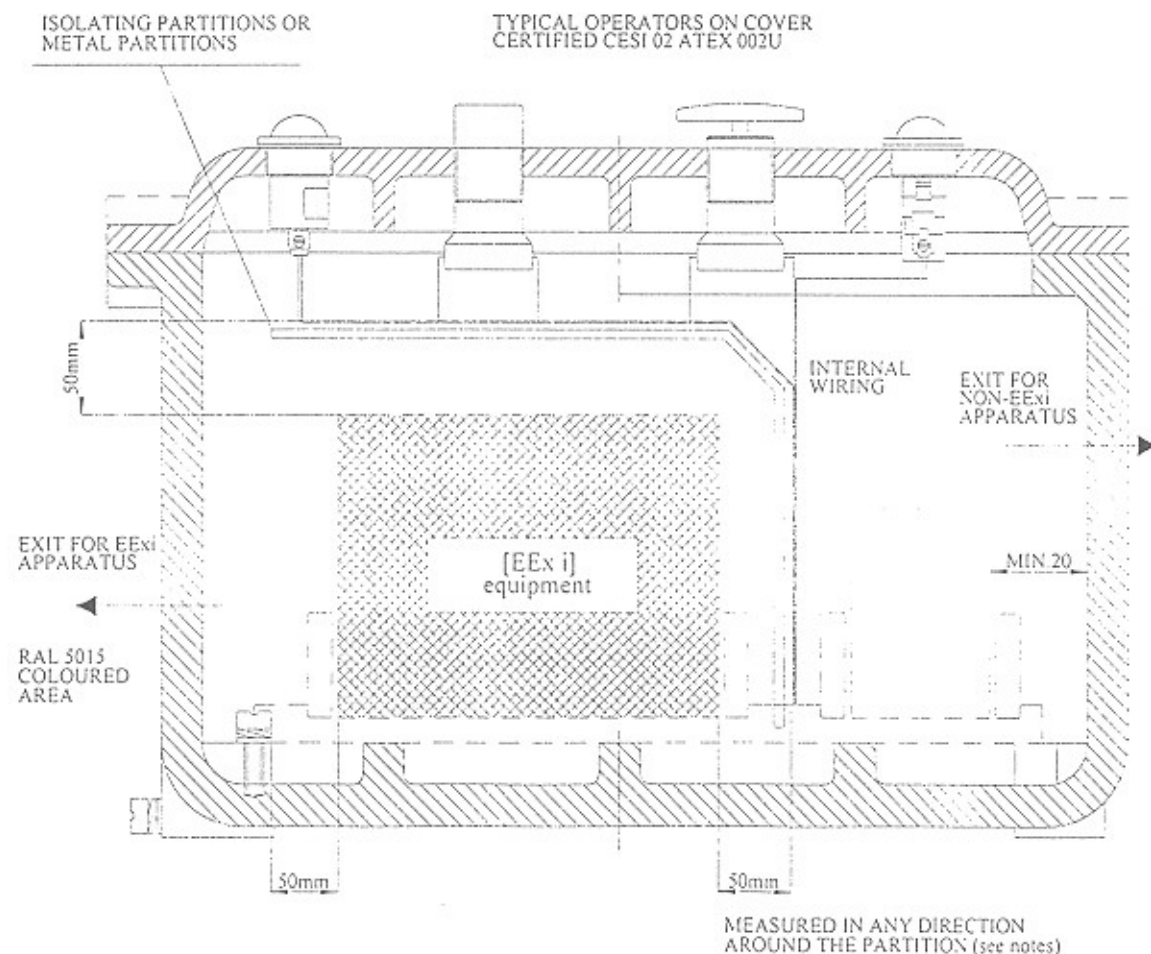 ISOLATING PARTITIONS OR
METAL PARTITIONS
TYPICAL OPERATORS ON COVER
CERTIFIED CESI 02 ATEX 002U
50mm
INTERNAL
WIRING
EXIT FOR
NON-EExi
APPARATUS
EXIT FOR EExi
APPARATUS
[EEx i]
equipment
MIN.20
RAL 5015
COLOURED
AREA
50mm
50mm
MEASURED IN ANY DIRECTION
AROUND THE PARTITION (see notes)